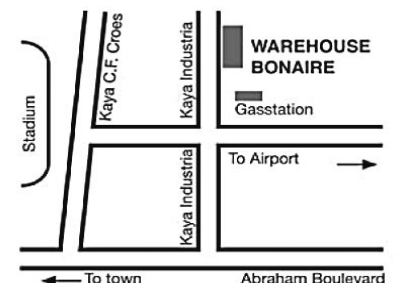 Kaya C.F. Croes
Kaya Industria
WAREHOUSE
BONAIRE
Gasstation
Stadium
To Airport
Kaya Industria
To town
Abraham Boulevard